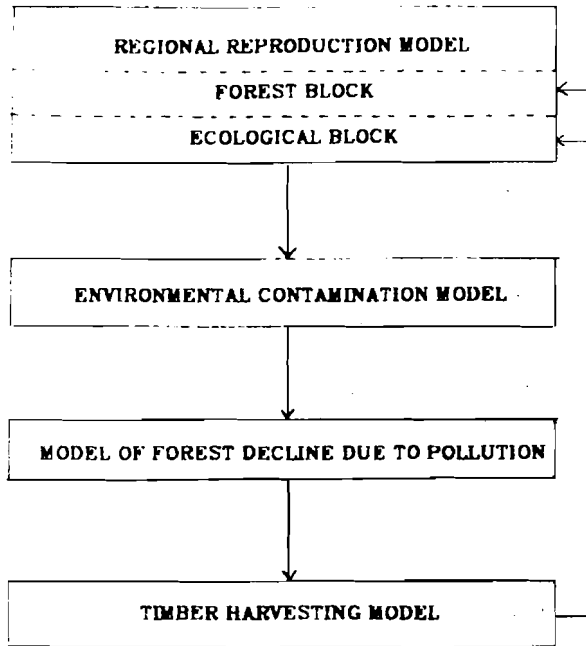 REGIONAL REPRODUCTION MODEL
FOREST BLOCK
ECOLOGICAL BLOCK
ENVIRONMENTAL CONTAMINATION MODEL
MODEL OF FOREST DECLINE DUE TO POLLUTION
TIMBER HARVESTING MODEL